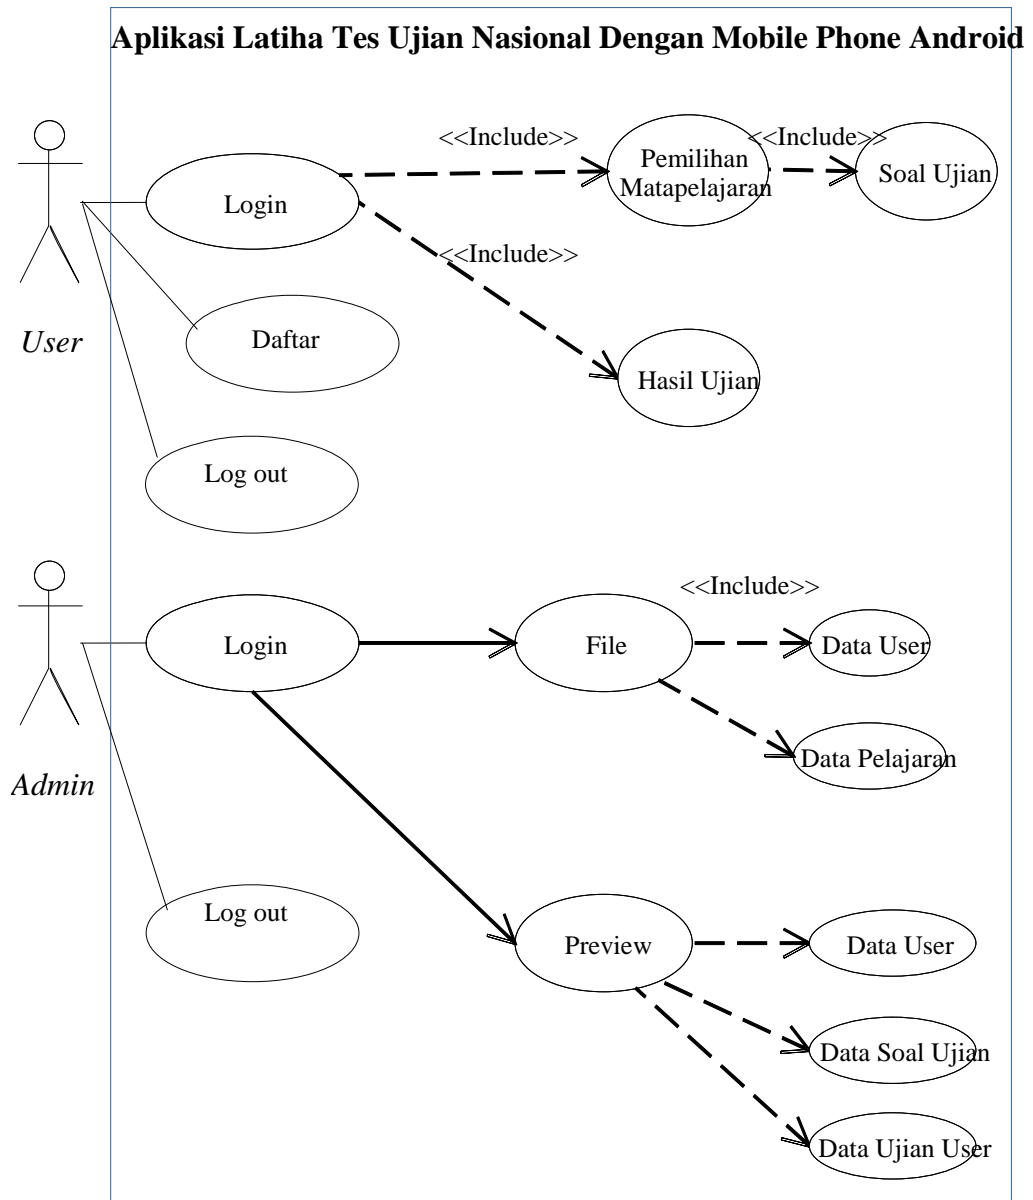 Aplikasi Latiha Tes Ujian Nasional Dengan Mobile Phone Android
<<Include>>
<<Include>>
Pemilihan
Matapelajaran
Soal Ujian
Login
<<Include>>
User
Daftar
Hasil Ujian
Log out
<<Include>>
Login
File
Data User
Data Pelajaran
Admin
Log out
Preview
Data User
Data Soal Ujian
Data Ujian User